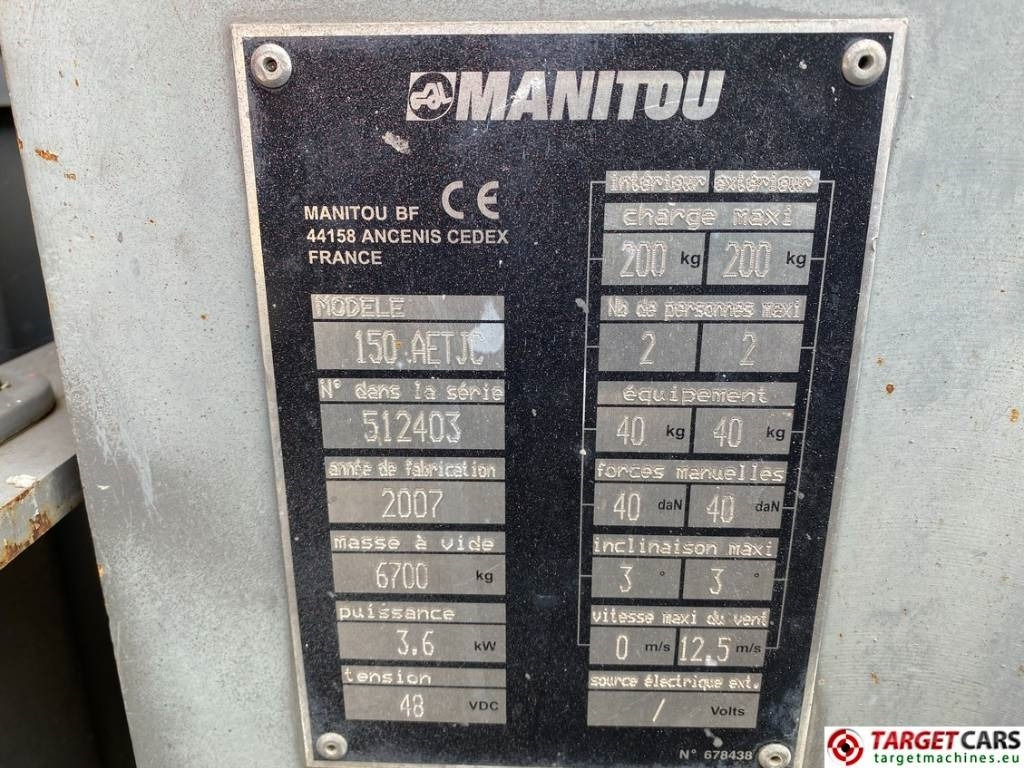 MANITOU
MANITOU BF CE
44158 ANCENIS CEDEX
FRANCE
MODELE
150 AETJC
N° dans la série
512403
année de fabrication
2007
masse à vide
6700 kg
puissance
3.6 kW
tension
48 VDC
intérieur extérieur
charge maxi
200 kg 200 kg
Nb de personnes maxi
2 2
équipement
40 kg 40 kg
forces manuelles
40 daN 40 daN
inclinaison maxi
3 ° 3 °
vitesse maxi du vent
0 m/s 12.5 m/s
source électrique ext.
/ Volts
N° 678438
TARGETCARS
targetmachines.eu